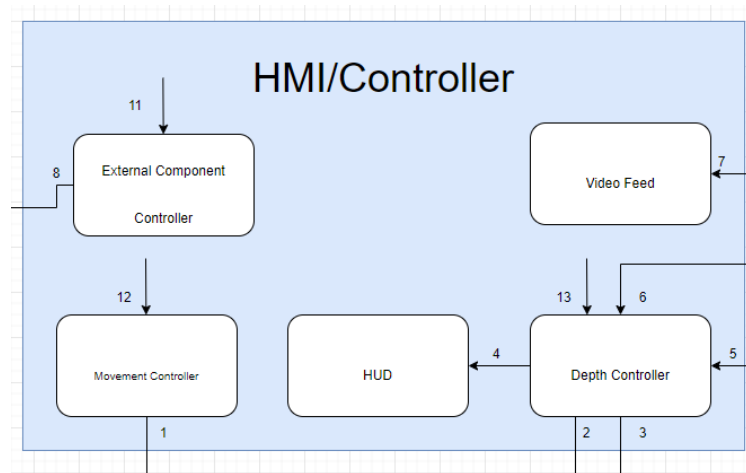 HMI/Controller
11
8
External Component
Controller
7
Video Feed
12
13
6
Movement Controller
HUD
4
Depth Controller
5
1
2
3